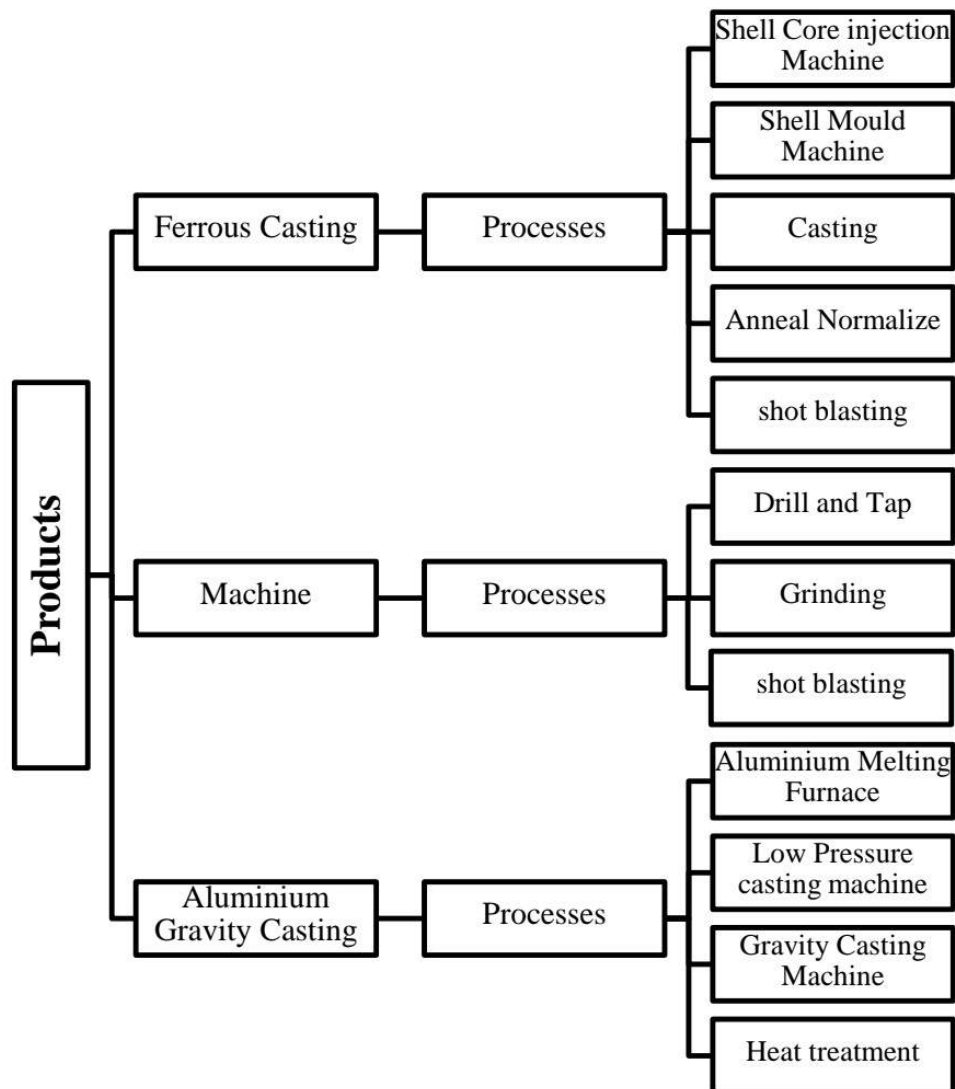 Products
Ferrous Casting
Processes
Shell Core injection
Machine
Shell Mould
Machine
Casting
Anneal Normalize
shot blasting
Machine
Processes
Drill and Tap
Grinding
shot blasting
Aluminium
Gravity Casting
Processes
Aluminium Melting
Furnace
Low Pressure
casting machine
Gravity Casting
Machine
Heat treatment